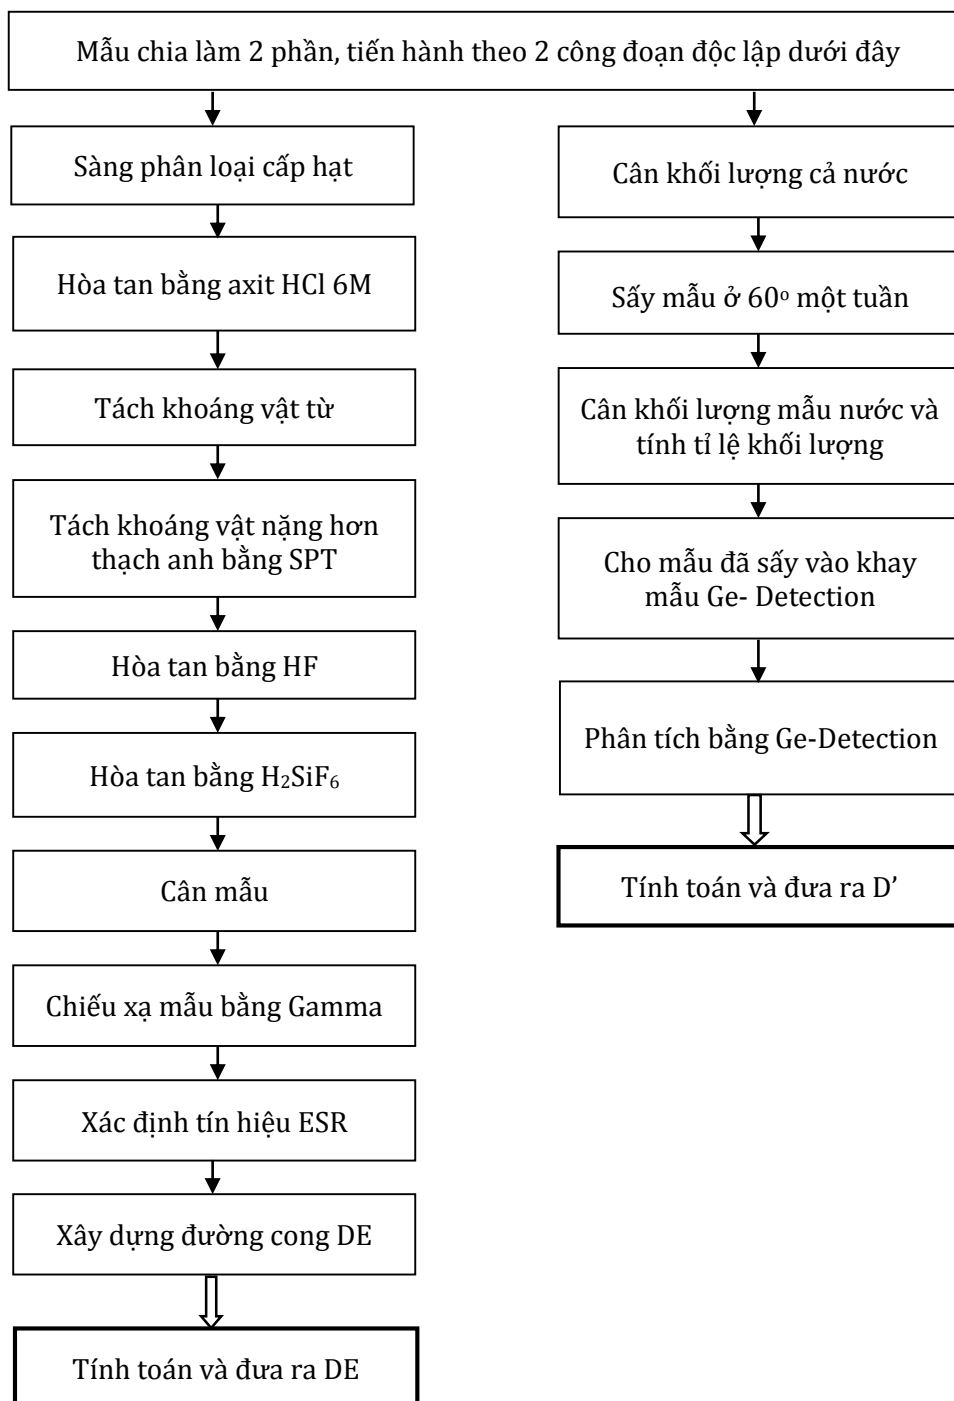 Mẫu chia làm 2 phần, tiến hành theo 2 công đoạn độc lập dưới đây
Sàng phân loại cấp hạt
Hòa tan bằng axit HCl 6M
Tách khoáng vật từ
Tách khoáng vật nặng hơn
thạch anh bằng SPT
Hòa tan bằng HF
Hòa tan bằng H₂SiF₆
Cân mẫu
Chiếu xạ mẫu bằng Gamma
Xác định tín hiệu ESR
Xây dựng đường cong DE
Tính toán và đưa ra DE
Cân khối lượng cả nước
Sấy mẫu ở 60º một tuần
Cân khối lượng mẫu nước và
tính tỉ lệ khối lượng
Cho mẫu đã sấy vào khay
mẫu Ge- Detection
Phân tích bằng Ge-Detection
Tính toán và đưa ra D’